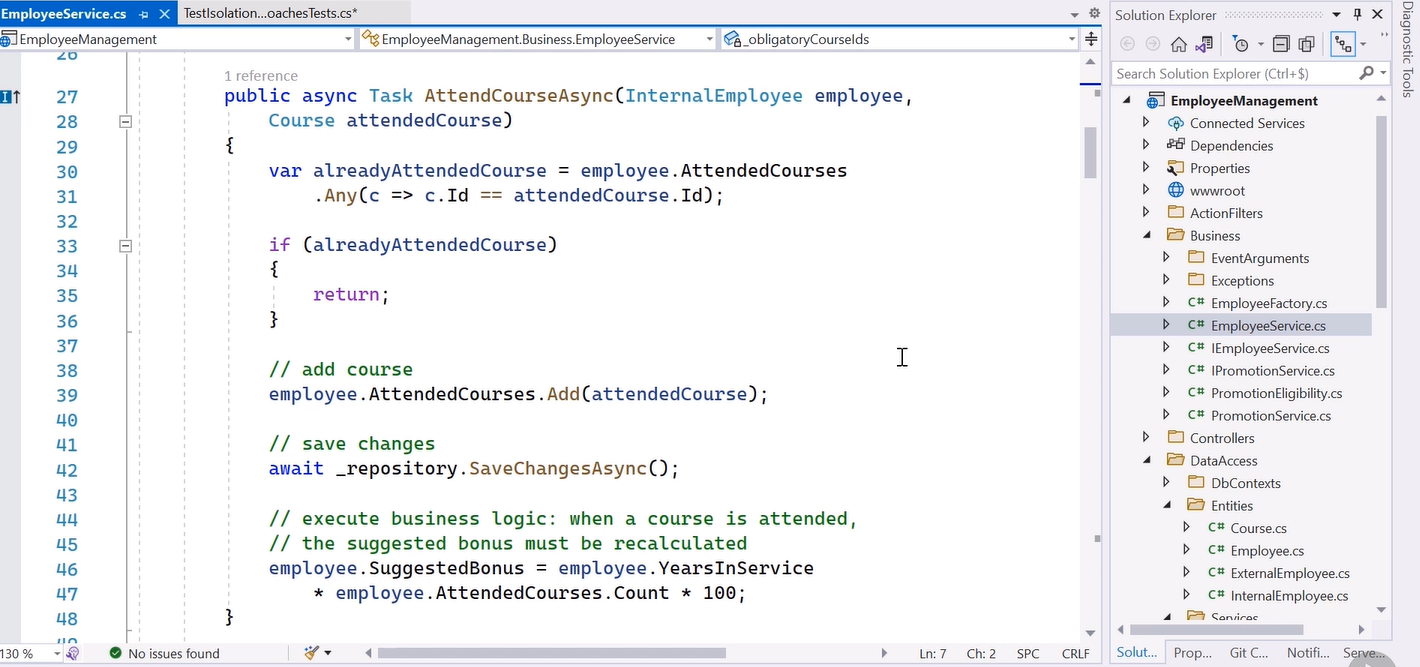 EmployeeService.cs
TestIsolation...oachesTests.cs*
EmployeeManagement
EmployeeManagement.Business.EmployeeService
_obligatoryCourseIds
26
1 reference
27 public async Task AttendCourseAsync(InternalEmployee employee,
28 Course attendedCourse)
29 {
30 var alreadyAttendedCourse = employee.AttendedCourses
31 .Any(c => c.Id == attendedCourse.Id);
32
33 if (alreadyAttendedCourse)
34 {
35 return;
36 }
37
38 // add course
39 employee.AttendedCourses.Add(attendedCourse);
40
41 // save changes
42 await _repository.SaveChangesAsync();
43
44 // execute business logic: when a course is attended,
45 // the suggested bonus must be recalculated
46 employee.SuggestedBonus = employee.YearsInService
47 * employee.AttendedCourses.Count * 100;
48 }
130 %
No issues found
Ln: 7
Ch: 2
SPC
CRLF
Solution Explorer
Search Solution Explorer (Ctrl+$)
EmployeeManagement
Connected Services
Dependencies
Properties
wwwroot
ActionFilters
Business
EventArguments
Exceptions
C# EmployeeFactory.cs
C# EmployeeService.cs
C# IEmployeeService.cs
C# IPromotionService.cs
C# PromotionEligibility.cs
C# PromotionService.cs
Controllers
DataAccess
DbContexts
Entities
C# Course.cs
C# Employee.cs
C# ExternalEmployee.cs
C# InternalEmployee.cs
Services
Solut...
Prop...
Git C...
Notifi...
Serve...
Diagnostic Tools